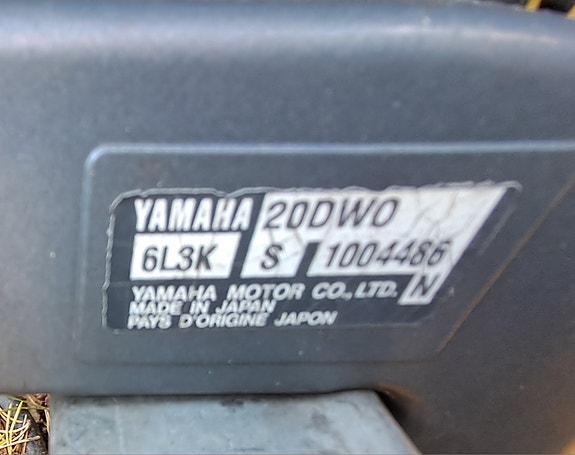 YAMAHA 20DWO
6L3K S 1004486
YAMAHA MOTOR CO., LTD. N
MADE IN JAPAN
PAYS D'ORIGINE JAPON